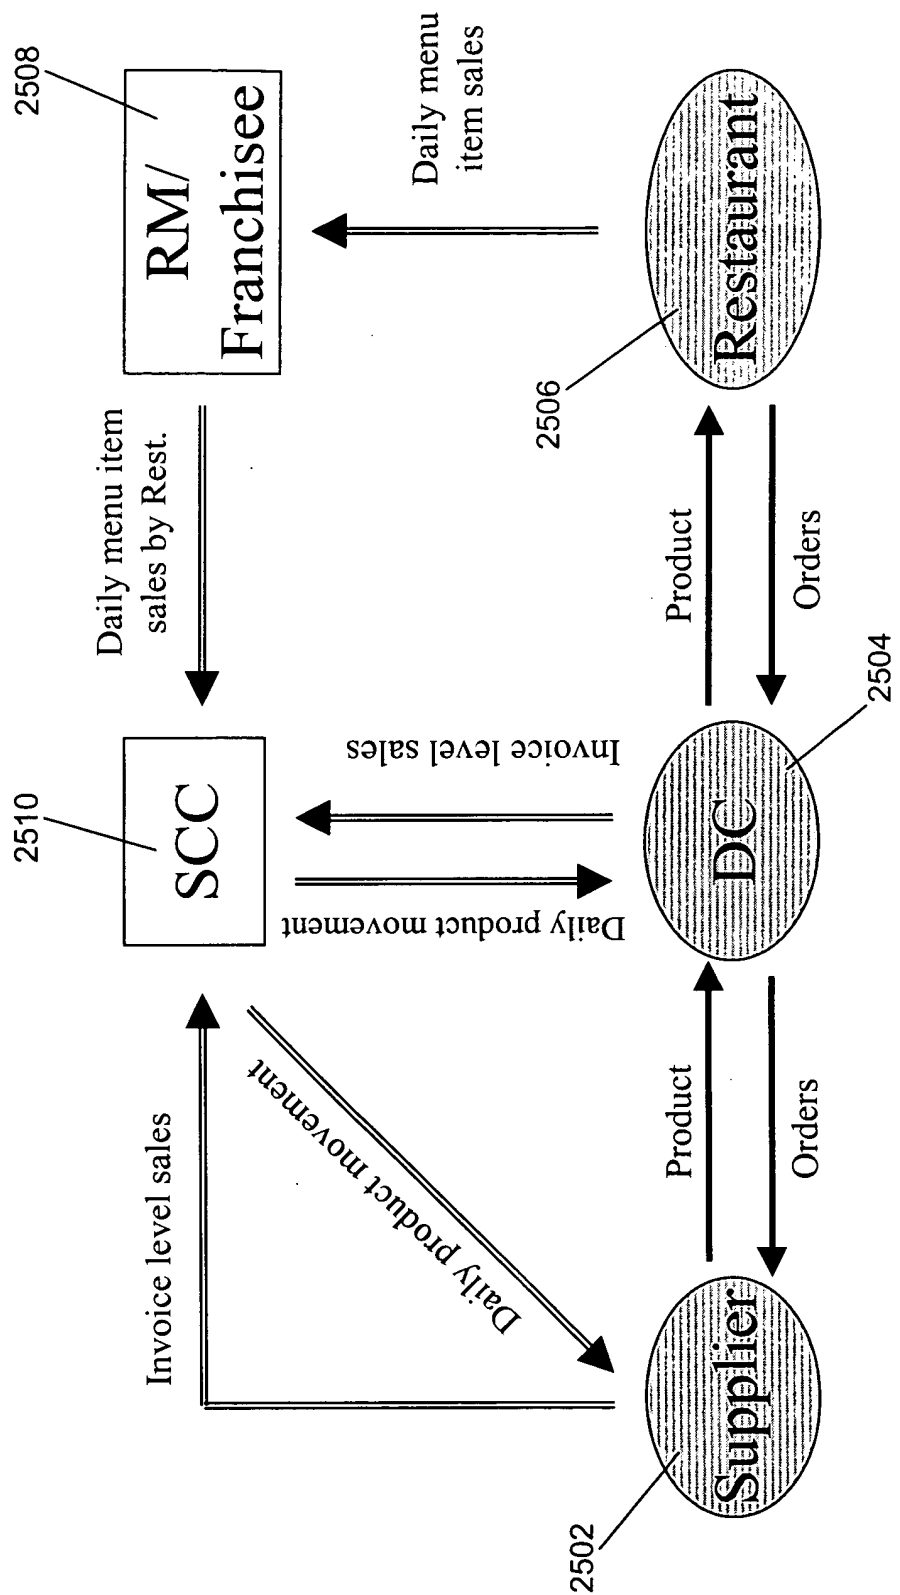 2510
2508
SCC
RM/
Franchisee
Invoice level sales
Daily menu item
sales by Rest.
Daily product movement
Daily product movement
Invoice level sales
Daily menu
item sales
2502
Supplier
Product
Orders
DC
2504
Product
Orders
2506
Restaurant